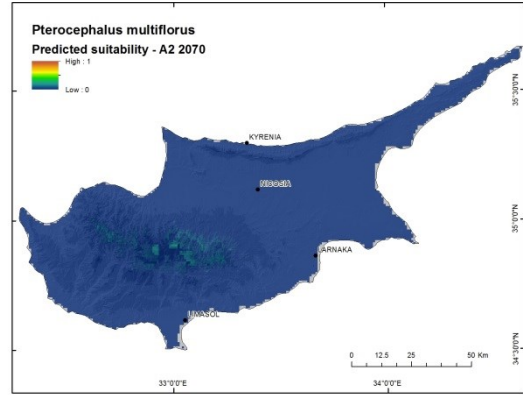 Pterocephalus multiflorus
Predicted suitability - A2 2070
High : 1
Low : 0
KYRENIA
NICOSIA
ARNAKA
LIMASOL
35°30'0"N
35°0'0"N
34°30'0"N
0 12.5 25 50 Km
33°0'0"E 34°0'0"E